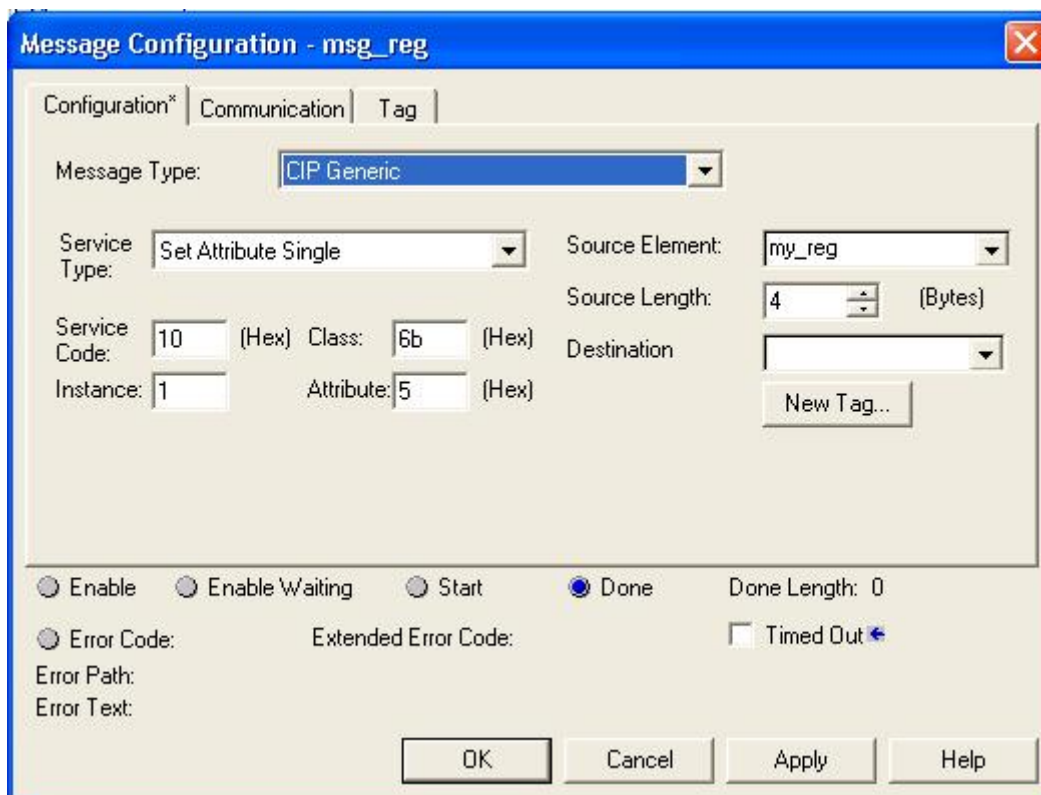 Message Configuration - msg_reg
Configuration* Communication Tag
Message Type: CIP Generic
Service Type: Set Attribute Single
Source Element: my_reg
Source Length: 4 (Bytes)
Service Code: 10 (Hex) Class: 6b (Hex)
Destination
Instance: 1 Attribute: 5 (Hex)
New Tag...
Enable Enable Waiting Start Done Done Length: 0
Error Code: Extended Error Code: Timed Out
Error Path:
Error Text:
OK Cancel Apply Help